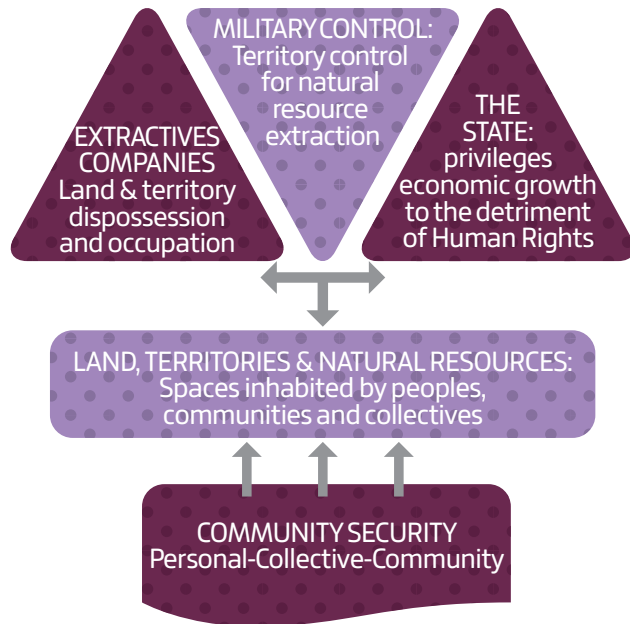 EXTRACTIVES
COMPANIES
Land & territory
dispossession
and occupation
MILITARY CONTROL:
Territory control
for natural
resource
extraction
THE
STATE:
privileges
economic growth
to the detriment
of Human Rights
LAND, TERRITORIES & NATURAL RESOURCES:
Spaces inhabited by peoples,
communities and collectives
COMMUNITY SECURITY
Personal-Collective-Community